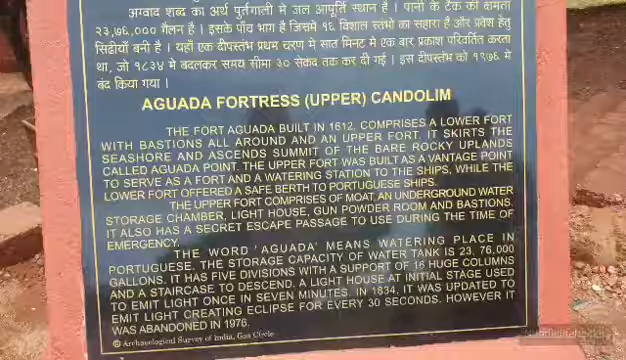 अग्वाद शब्द का अर्थ पुर्तगाली मे जल आपूर्ति स्थान है । पानी के टैंक की क्षमता
२३,७६,००० गैलन है । इसके पाँच भाग है जिसमें १६ विशाल स्तंभो का सहारा है और प्रवेश हेतु
सिढ़ीयाँ बनी है । यहाँ एक दीपस्तंभ प्रथम चरण मे सात मिनट मे एक बार प्रकाश परिवर्तित करता
था, जो १८३४ मे बदलकर समय सीमा ३० सेकंद तक कर दी गई । इस दीपस्तंभ को १९७६ मे
बंद किया गया ।
AGUADA FORTRESS (UPPER) CANDOLIM
THE FORT AGUADA BUILT IN 1612, COMPRISES A LOWER FORT
WITH BASTIONS ALL AROUND AND AN UPPER FORT. IT SKIRTS THE
SEASHORE AND ASCENDS SUMMIT OF THE BARE ROCKY UPLANDS
CALLED AGUADA POINT. THE UPPER FORT WAS BUILT AS A VANTAGE POINT
TO SERVE AS A FORT AND A WATERING STATION TO THE SHIPS, WHILE THE
LOWER FORT OFFERED A SAFE BERTH TO PORTUGUESE SHIPS.
THE UPPER FORT COMPRISES OF MOAT, AN UNDERGROUND WATER
STORAGE CHAMBER, LIGHT HOUSE, GUN POWDER ROOM AND BASTIONS.
IT ALSO HAS A SECRET ESCAPE PASSAGE TO USE DURING THE TIME OF
EMERGENCY.
THE WORD 'AGUADA' MEANS WATERING PLACE IN
PORTUGUESE. THE STORAGE CAPACITY OF WATER TANK IS 23, 76,000
GALLONS. IT HAS FIVE DIVISIONS WITH A SUPPORT OF 16 HUGE COLUMNS
AND A STAIRCASE TO DESCEND. A LIGHT HOUSE AT INITIAL STAGE USED
TO EMIT LIGHT ONCE IN SEVEN MINUTES. IN 1834, IT WAS UPDATED TO
EMIT LIGHT CREATING ECLIPSE FOR EVERY 30 SECONDS. HOWEVER IT
WAS ABANDONED IN 1976.
© Archaeological Survey of India, Goa Circle